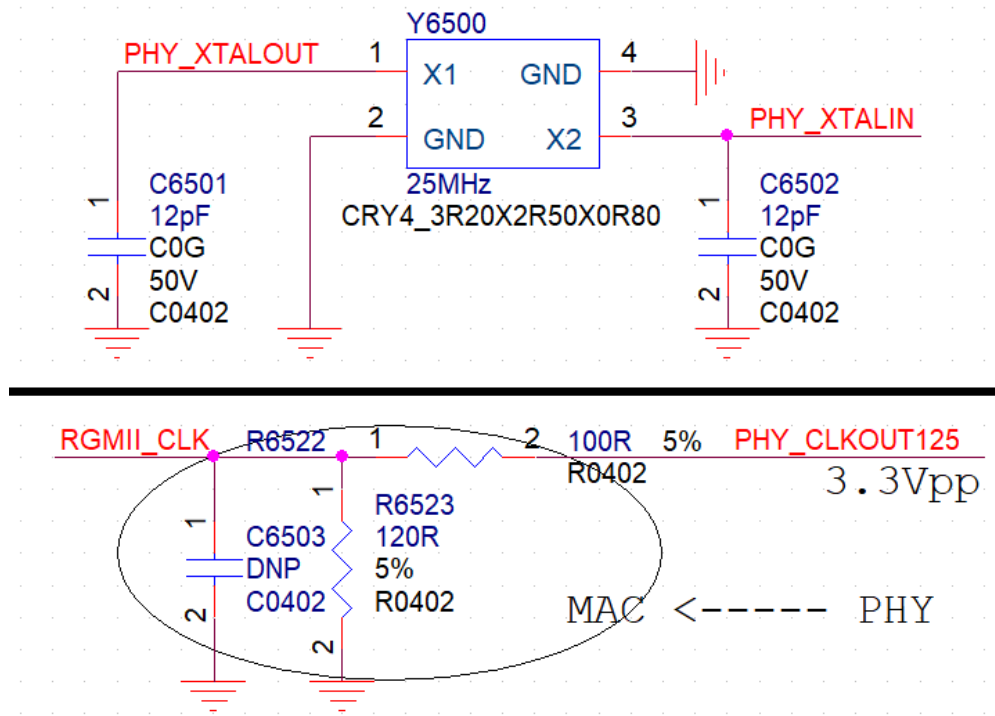 Y6500
PHY_XTALOUT 1 X1 GND 4
2 GND X2 3 PHY_XTALIN
25MHz
CRY4_3R20X2R50X0R80
1 C6501
12pF
C0G
50V
2 C0402
1 C6502
12pF
C0G
50V
2 C0402
RGMII_CLK R6522 1 2 100R 5% PHY_CLKOUT125
R0402 3.3Vpp
1 C6503
DNP
2 C0402
1 R6523
120R
5%
R0402
2
MAC <----- PHY